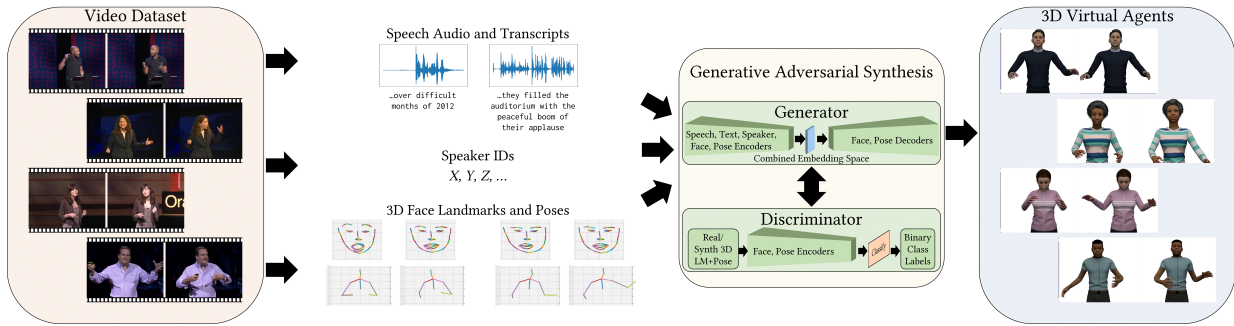 Video Dataset
Ora
Speech Audio and Transcripts
…over difficult
months of 2012
…they filled the
auditorium with the
peaceful boom of
their applause
Speaker IDs
X, Y, Z, …
3D Face Landmarks and Poses
Generative Adversarial Synthesis
Generator
Speech, Text, Speaker,
Face, Pose Encoders
Face, Pose Decoders
Combined Embedding Space
Discriminator
Real/
Synth 3D
LM+Pose
Face, Pose Encoders
Classify
Binary
Class
Labels
3D Virtual Agents